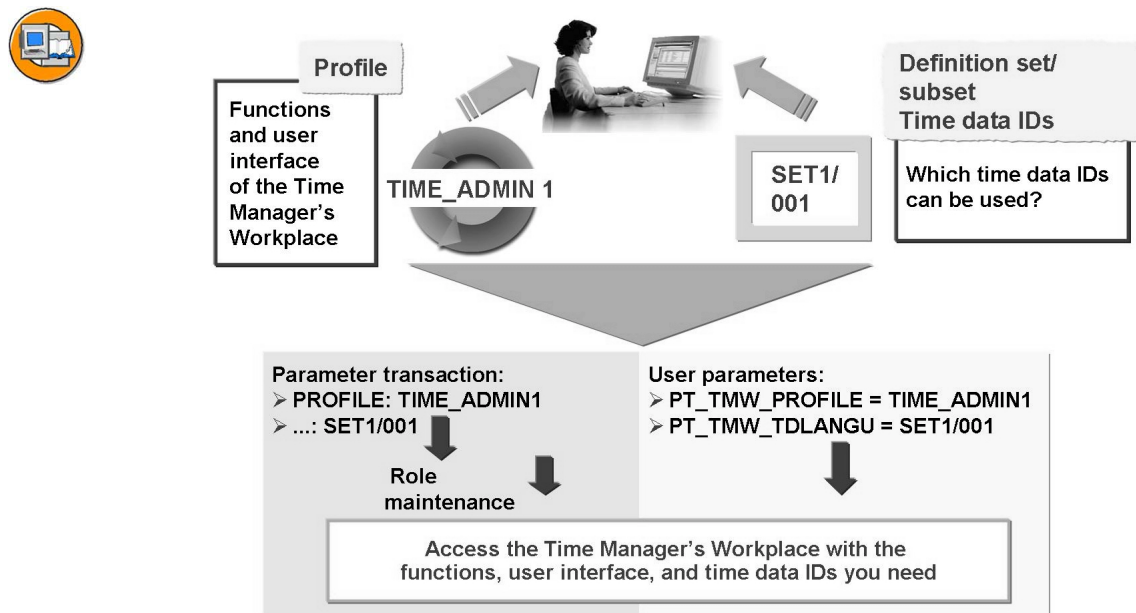 Profile
Functions
and user
interface
of the Time
Manager's
Workplace
TIME_ADMIN 1
SET1/
001
Definition set/
subset
Time data IDs
Which time data IDs
can be used?
Parameter transaction:
➢ PROFILE: TIME_ADMIN1
➢ ...: SET1/001
Role
maintenance
User parameters:
➢ PT_TMW_PROFILE = TIME_ADMIN1
➢ PT_TMW_TDLANGU = SET1/001
Access the Time Manager's Workplace with the
functions, user interface, and time data IDs you need